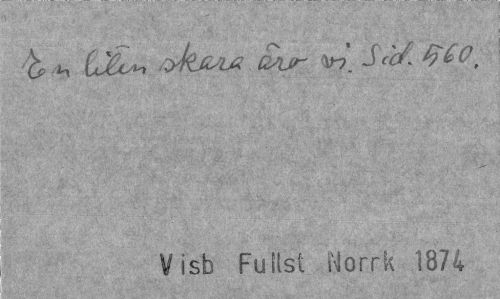 En liten skara äro vi. Sid. 560.
Visb Fullst Norrk 1874